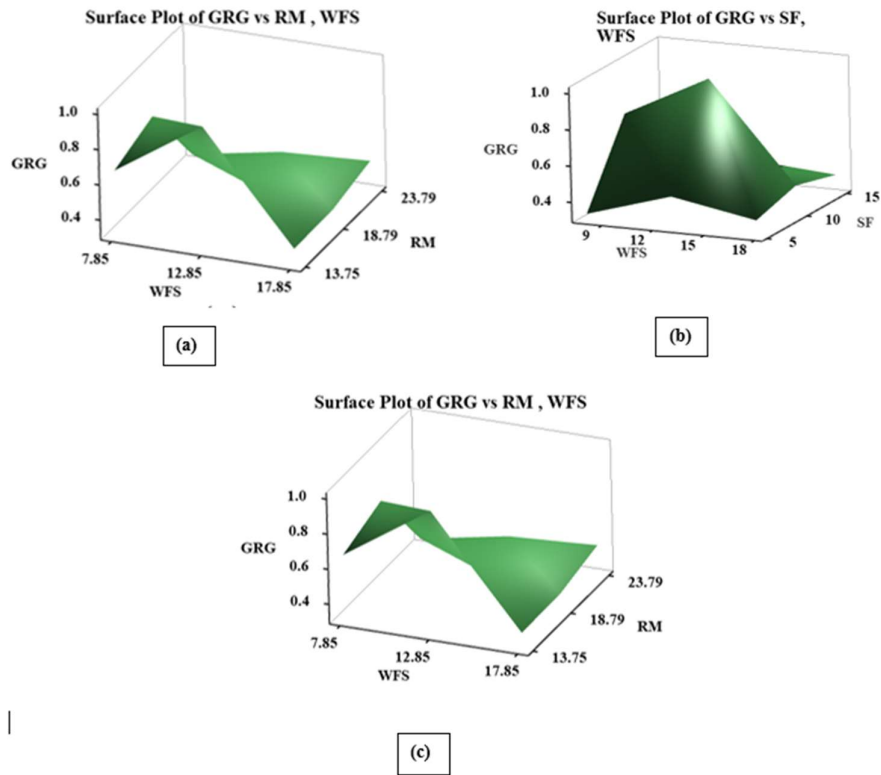 Surface Plot of GRG vs RM , WFS
1.0
0.8
GRG
0.6
0.4
7.85
12.85
WFS
17.85
13.75
18.79
RM
23.79
(a)
Surface Plot of GRG vs SF,
WFS
1.0
0.8
GRG
0.6
0.4
9
12
WFS
15
18
5
10
SF
15
(b)
Surface Plot of GRG vs RM , WFS
1.0
0.8
GRG
0.6
0.4
7.85
12.85
WFS
17.85
13.75
18.79
RM
23.79
(c)